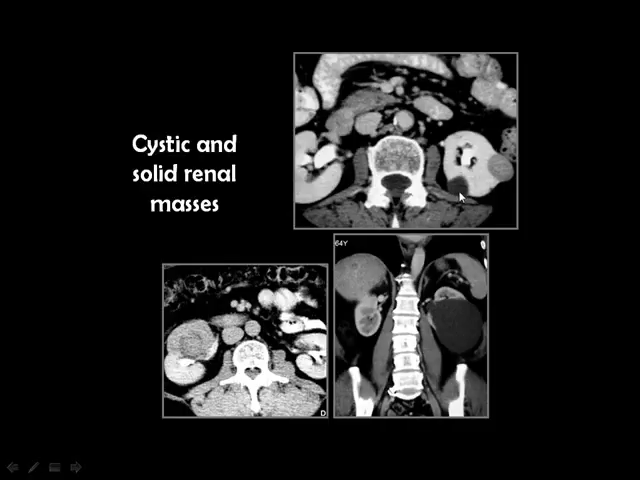 Cystic and
solid renal
masses
64Y
D